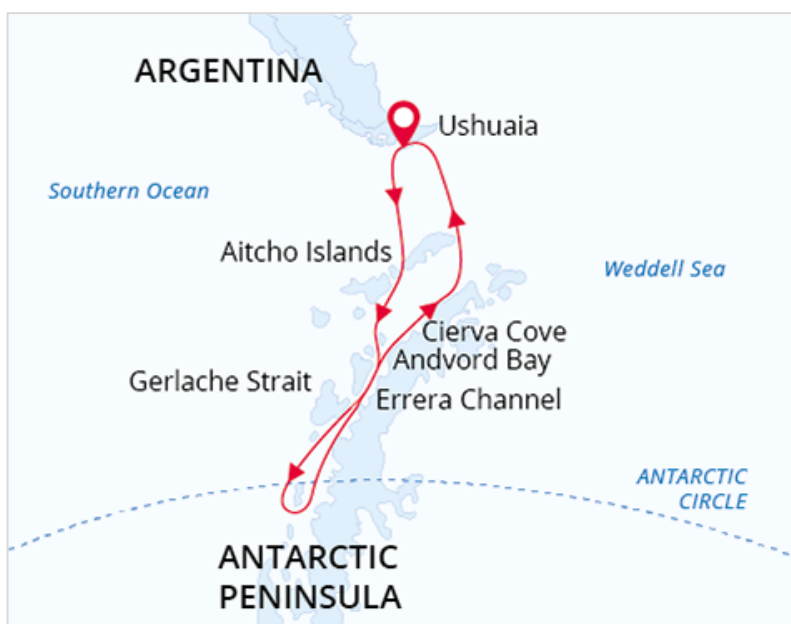 ARGENTINA
Ushuaia
Southern Ocean
Aitcho Islands
Weddell Sea
Cierva Cove
Andvord Bay
Gerlache Strait
Errera Channel
ANTARCTIC
CIRCLE
ANTARCTIC
PENINSULA